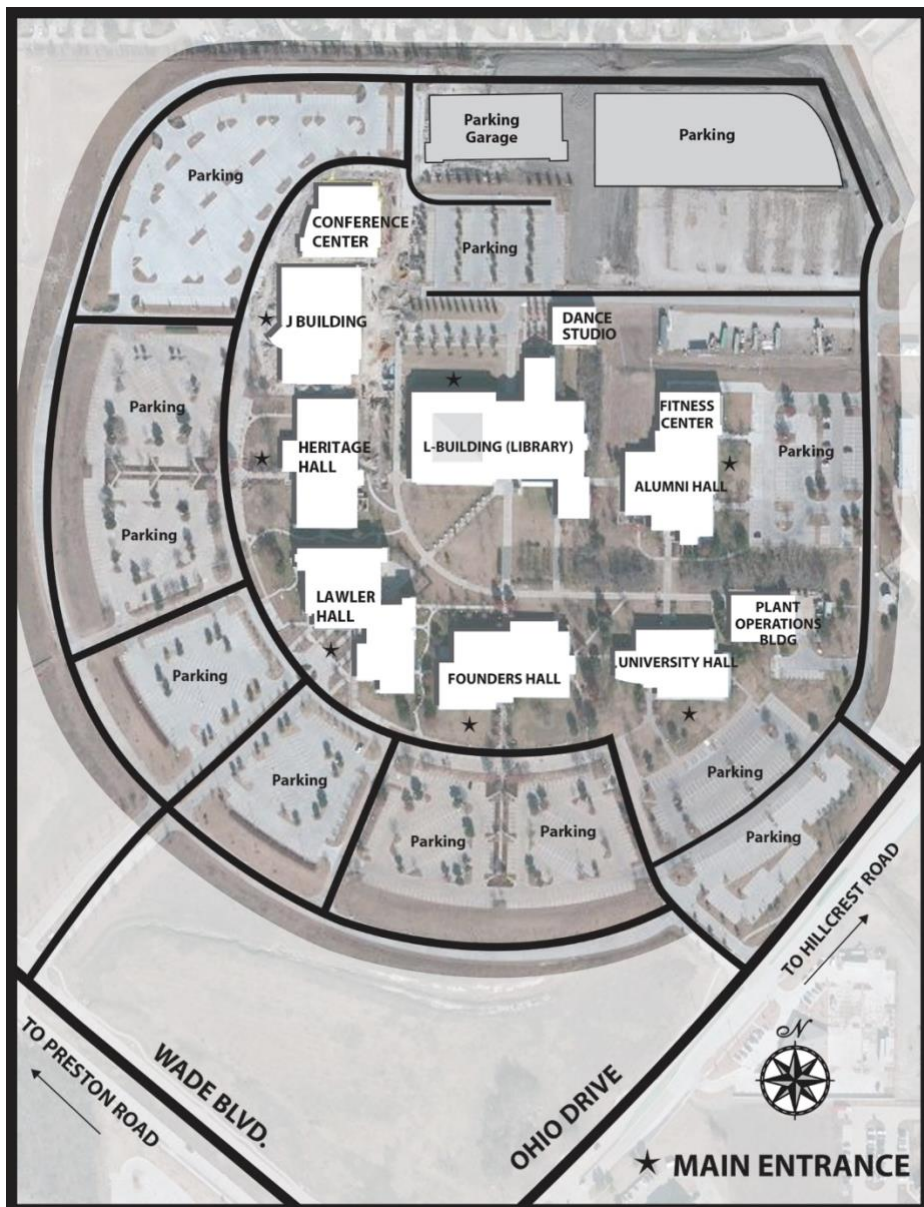 Parking
Garage
Parking
Parking
CONFERENCE
CENTER
Parking
J BUILDING
DANCE
STUDIO
Parking
HERITAGE
HALL
L-BUILDING (LIBRARY)
FITNESS
CENTER
ALUMNI HALL
Parking
Parking
LAWLER
HALL
PLANT
OPERATIONS
BLDG
Parking
FOUNDERS HALL
UNIVERSITY HALL
Parking
Parking
Parking
Parking
Parking
TO HILLCREST ROAD
TO PRESTON ROAD
WADE BLVD.
OHIO DRIVE
N
MAIN ENTRANCE